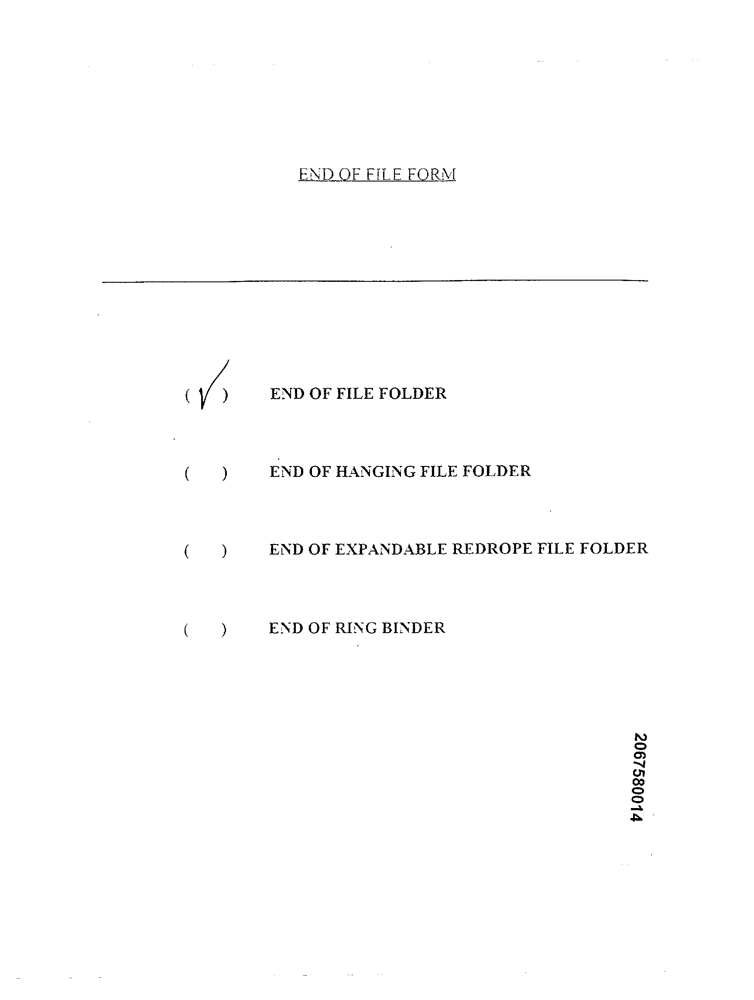 END OF FILE FORM
(√) END OF FILE FOLDER
( ) END OF HANGING FILE FOLDER
( ) END OF EXPANDABLE REDROPE FILE FOLDER
( ) END OF RING BINDER
2067580014